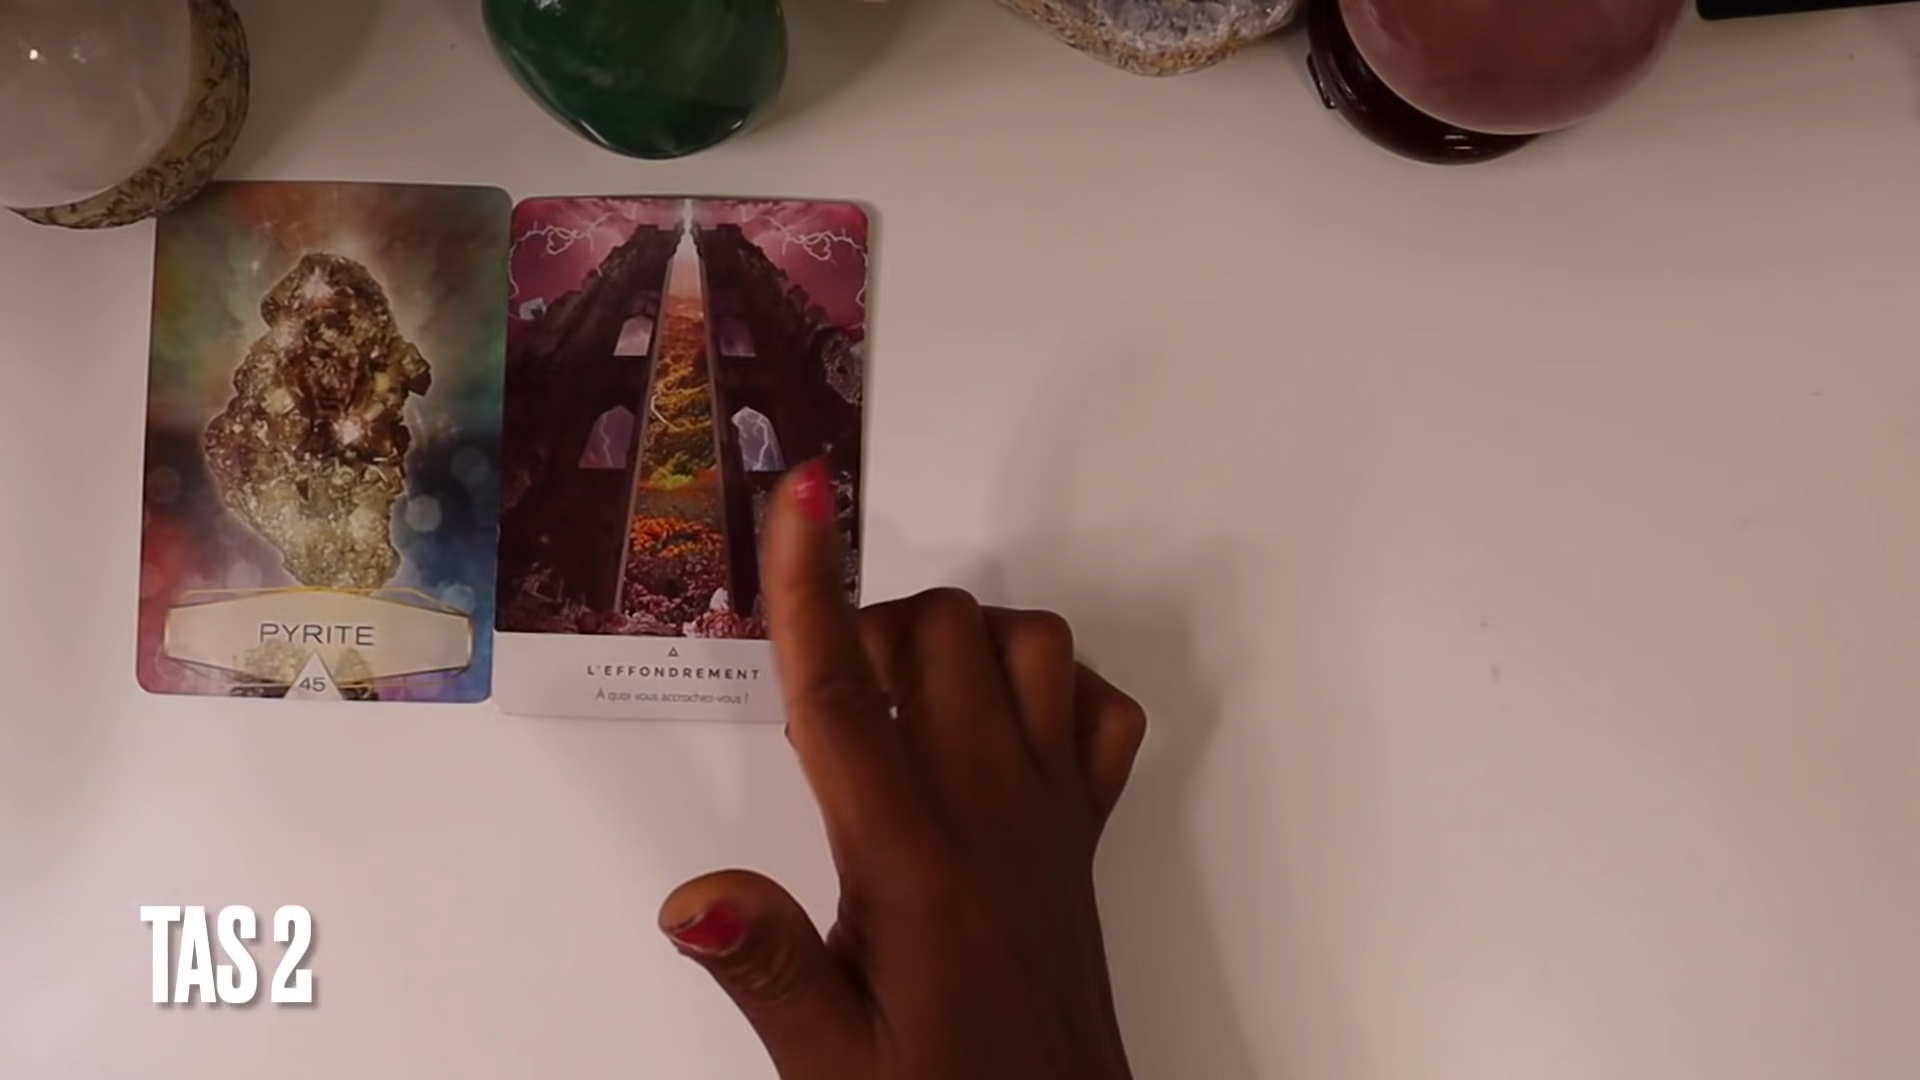 PYRITE
45
L'EFFONDREMENT
À quoi vous accrochez-vous ?
TAS 2